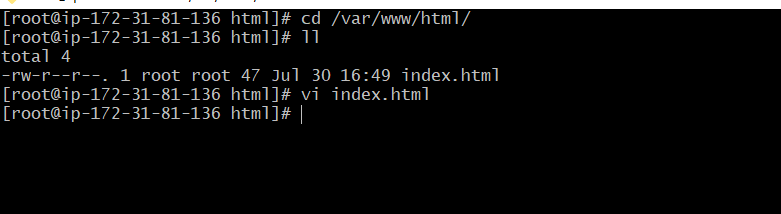 [root@ip-172-31-81-136 html]# cd /var/www/html/
[root@ip-172-31-81-136 html]# ll
total 4
-rw-r--r--. 1 root root 47 Jul 30 16:49 index.html
[root@ip-172-31-81-136 html]# vi index.html
[root@ip-172-31-81-136 html]#